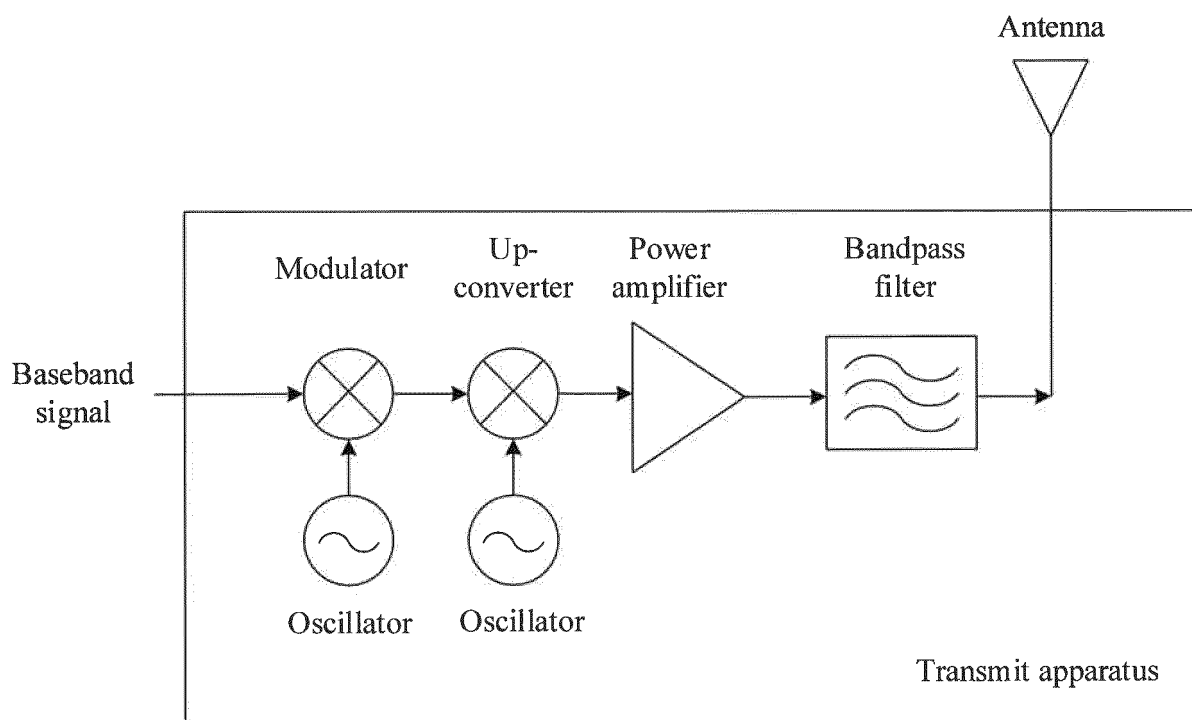 Antenna
Modulator
Up-
converter
Power
amplifier
Bandpass
filter
Baseband
signal
Oscillator
Oscillator
Transmit apparatus